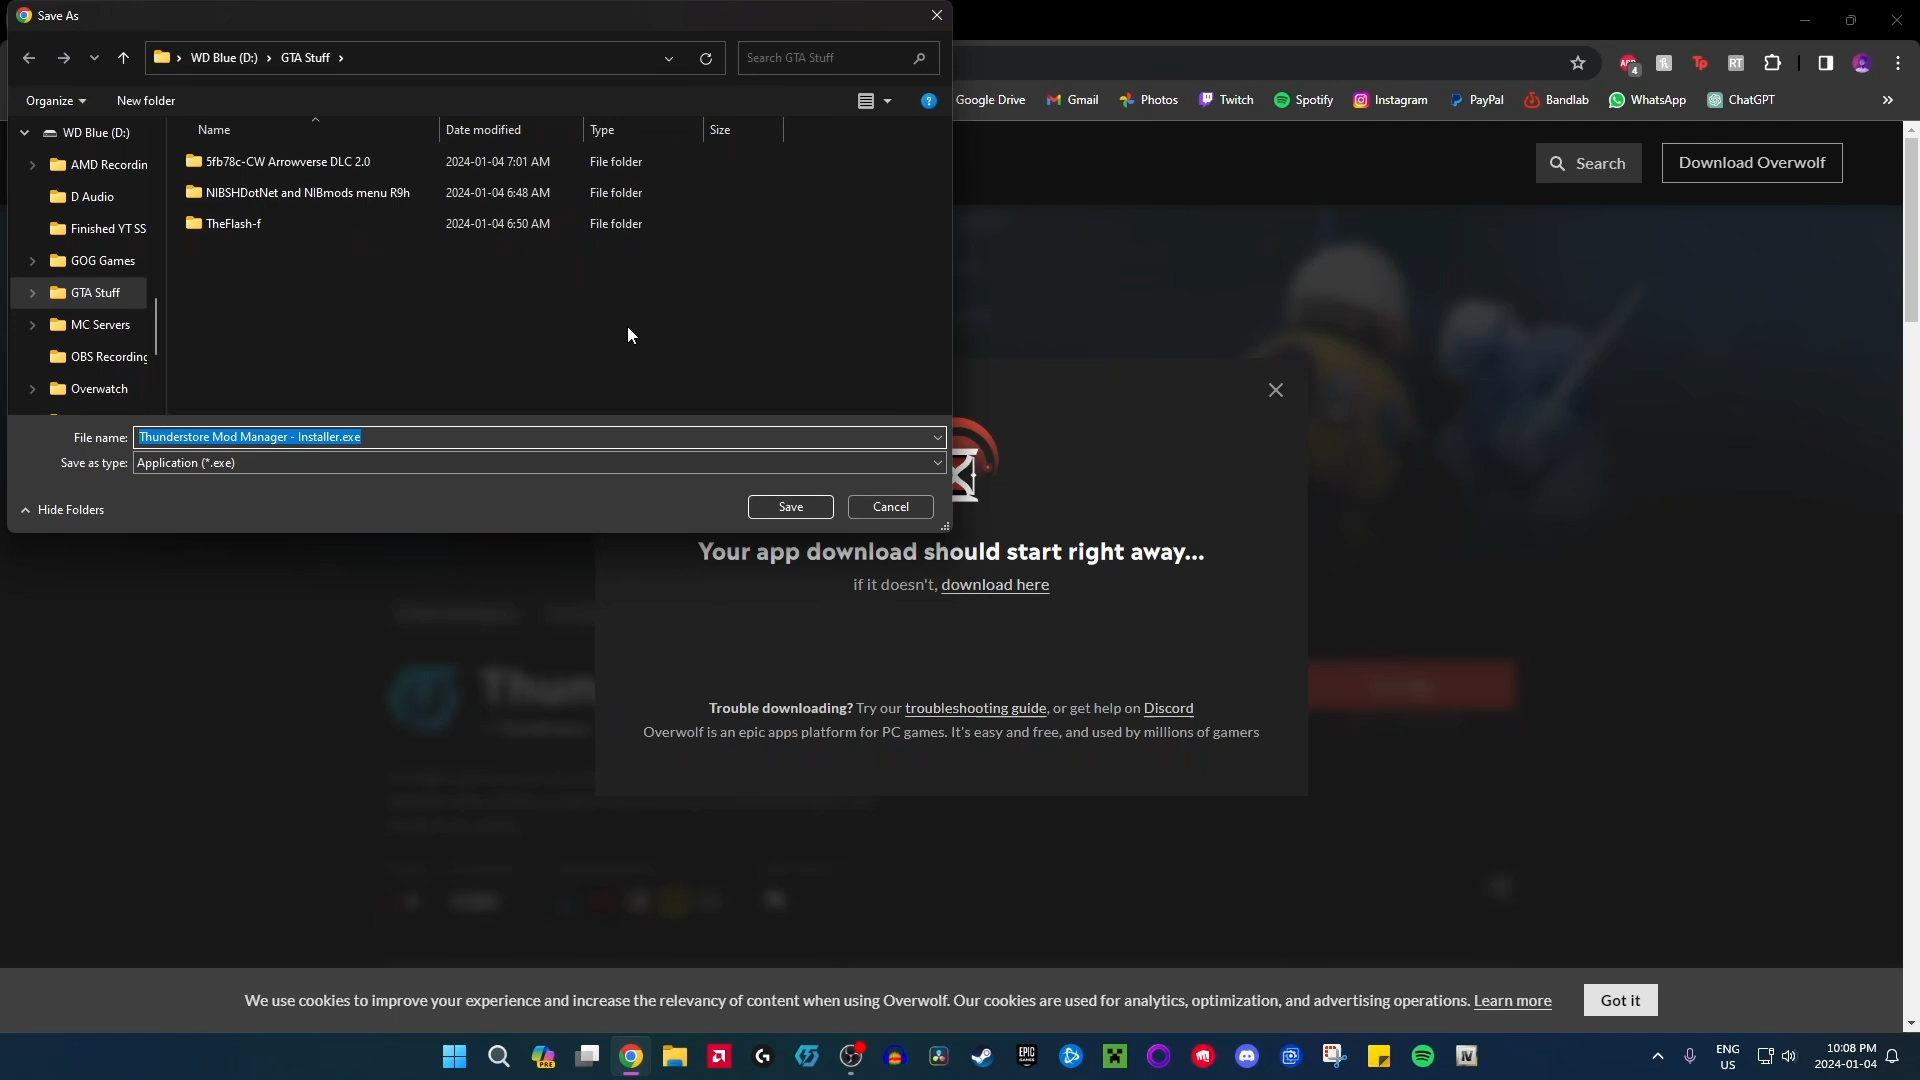 Save As
WD Blue (D:) › GTA Stuff ›
Search GTA Stuff
Organize
New folder
Name
Date modified
Type
Size
WD Blue (D:)
AMD Recordin
D Audio
Finished YT SS
GOG Games
GTA Stuff
MC Servers
OBS Recording
Overwatch
5fb78c-CW Arrowverse DLC 2.0 2024-01-04 7:01 AM File folder
NIBSHDotNet and NIBmods menu R9h 2024-01-04 6:48 AM File folder
TheFlash-f 2024-01-04 6:50 AM File folder
File name: Thunderstore Mod Manager - Installer.exe
Save as type: Application (*.exe)
Hide Folders
Save
Cancel
4
RT
Tp
Google Drive
Gmail
Photos
Twitch
Spotify
Instagram
PayPal
Bandlab
WhatsApp
ChatGPT
Search
Download Overwolf
Your app download should start right away...
if it doesn't, download here
Trouble downloading? Try our troubleshooting guide, or get help on Discord
Overwolf is an epic apps platform for PC games. It's easy and free, and used by millions of gamers
Thun
We use cookies to improve your experience and increase the relevancy of content when using Overwolf. Our cookies are used for analytics, optimization, and advertising operations. Learn more
Got it
PRE
EPIC GAMES
IV
ENG
US
10:08 PM
2024-01-04